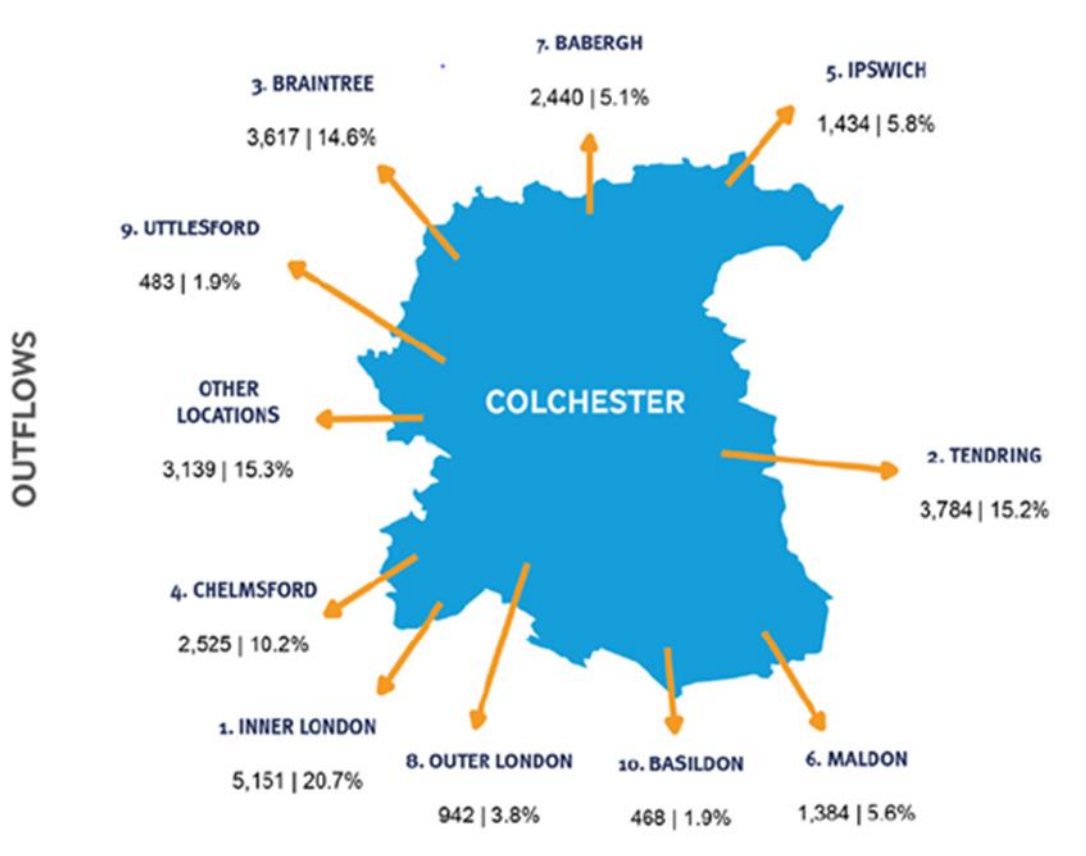 OUTFLOWS
7. BABERGH
2,440 | 5.1%
5. IPSWICH
1,434 | 5.8%
3. BRAINTREE
3,617 | 14.6%
9. UTTLESFORD
483 | 1.9%
OTHER
LOCATIONS
3,139 | 15.3%
COLCHESTER
2. TENDRING
3,784 | 15.2%
4. CHELMSFORD
2,525 | 10.2%
1. INNER LONDON
5,151 | 20.7%
8. OUTER LONDON
942 | 3.8%
10. BASILDON
468 | 1.9%
6. MALDON
1,384 | 5.6%